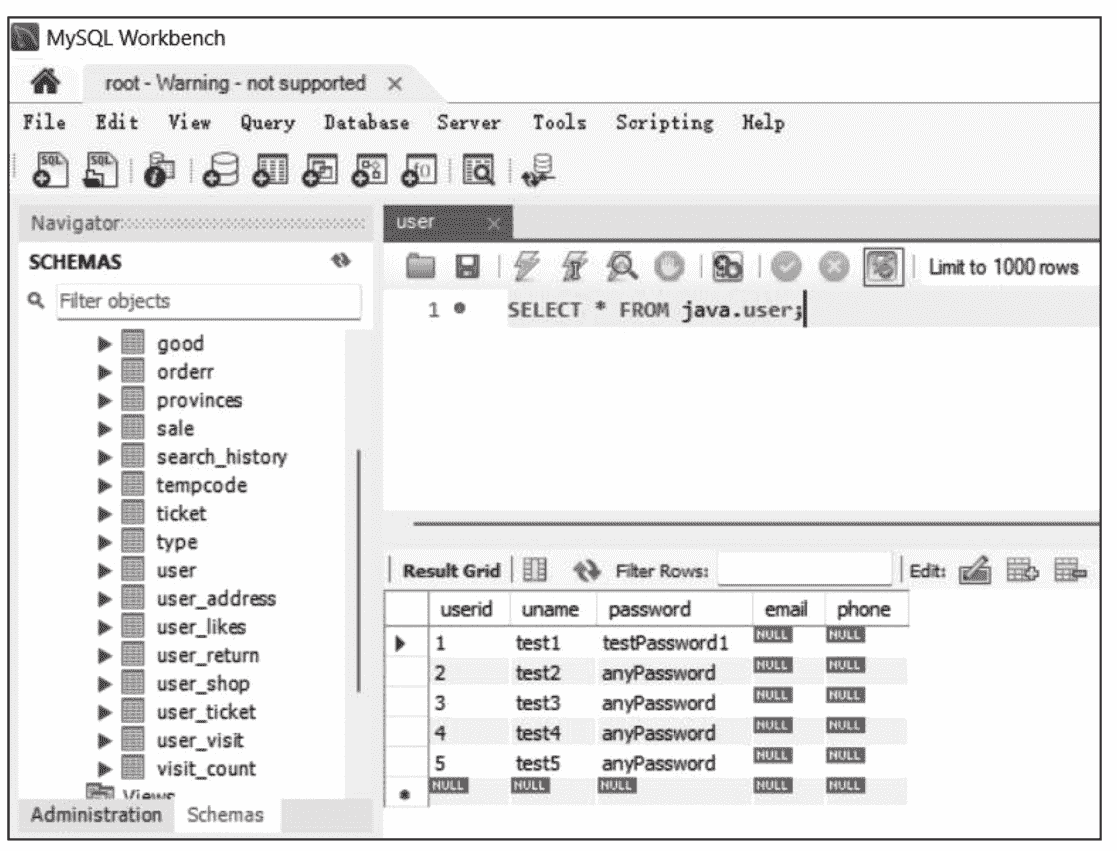 MySQL Workbench
root - Warning - not supported
File Edit View Query Database Server Tools Scripting Help
SQL SQL
Navigator
user
SCHEMAS
Limit to 1000 rows
Filter objects
1 SELECT * FROM java.user;
good
orderr
provinces
sale
search_history
tempcode
ticket
type
user
user_address
user_likes
user_return
user_shop
user_ticket
user_visit
visit_count
Views
Administration Schemas
Result Grid Filter Rows: Edit:
userid uname password email phone
1 test1 testPassword1 NULL NULL
2 test2 anyPassword NULL NULL
3 test3 anyPassword NULL NULL
4 test4 anyPassword NULL NULL
5 test5 anyPassword NULL NULL
NULL NULL NULL NULL NULL